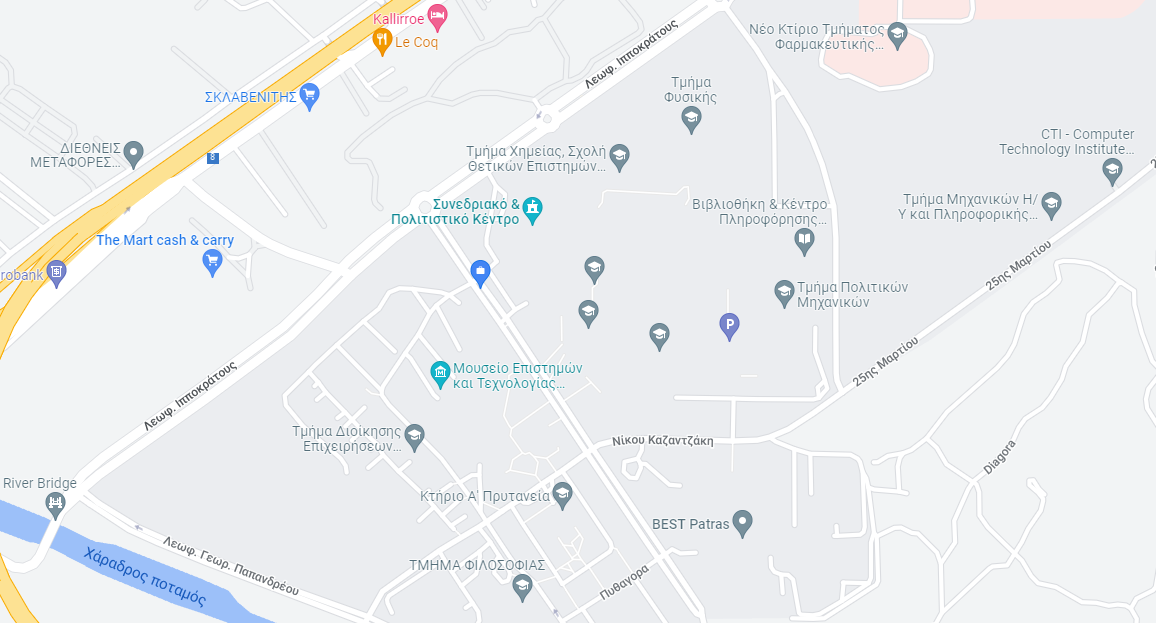 Kallirroe
Le Coq
Νέο Κτίριο Τμήματος
Φαρμακευτικής...
Λεωφ. Ιπποκράτους
Τμήμα
Φυσικής
ΣΚΛΑΒΕΝΙΤΗΣ
8
ΔΙΕΘΝΕΙΣ
ΜΕΤΑΦΟΡΕΣ...
Τμήμα Χημείας, Σχολή
Θετικών Επιστημών...
CTI - Computer
Technology Institute...
Συνεδριακό &
Πολιτιστικό Κέντρο
Βιβλιοθήκη & Κέντρο
Πληροφόρησης...
Τμήμα Μηχανικών Η/
Υ και Πληροφορικής...
The Mart cash & carry
robank
25ης Μαρτίου
Τμήμα Πολιτικών
Μηχανικών
P
25ης Μαρτίου
Μουσείο Επιστημών
και Τεχνολογίας...
Λεωφ. Ιπποκράτους
Τμήμα Διοίκησης
Επιχειρήσεων...
Νίκου Καζαντζάκη
Diagora
River Bridge
Κτήριο Α' Πρυτανεία
BEST Patras
Χάραδρος ποταμός
Λεωφ. Γεωρ. Παπανδρέου
ΤΜΗΜΑ ΦΙΛΟΣΟΦΙΑΣ
Πυθαγορα